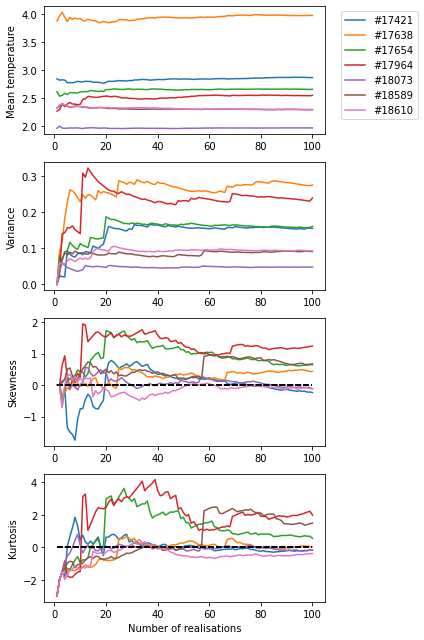 Mean temperature
4.0
3.5
3.0
2.5
2.0
0 20 40 60 80 100
#17421
#17638
#17654
#17964
#18073
#18589
#18610
Variance
0.3
0.2
0.1
0.0
0 20 40 60 80 100
Skewness
2
1
0
−1
0 20 40 60 80 100
Kurtosis
4
2
0
−2
0 20 40 60 80 100
Number of realisations